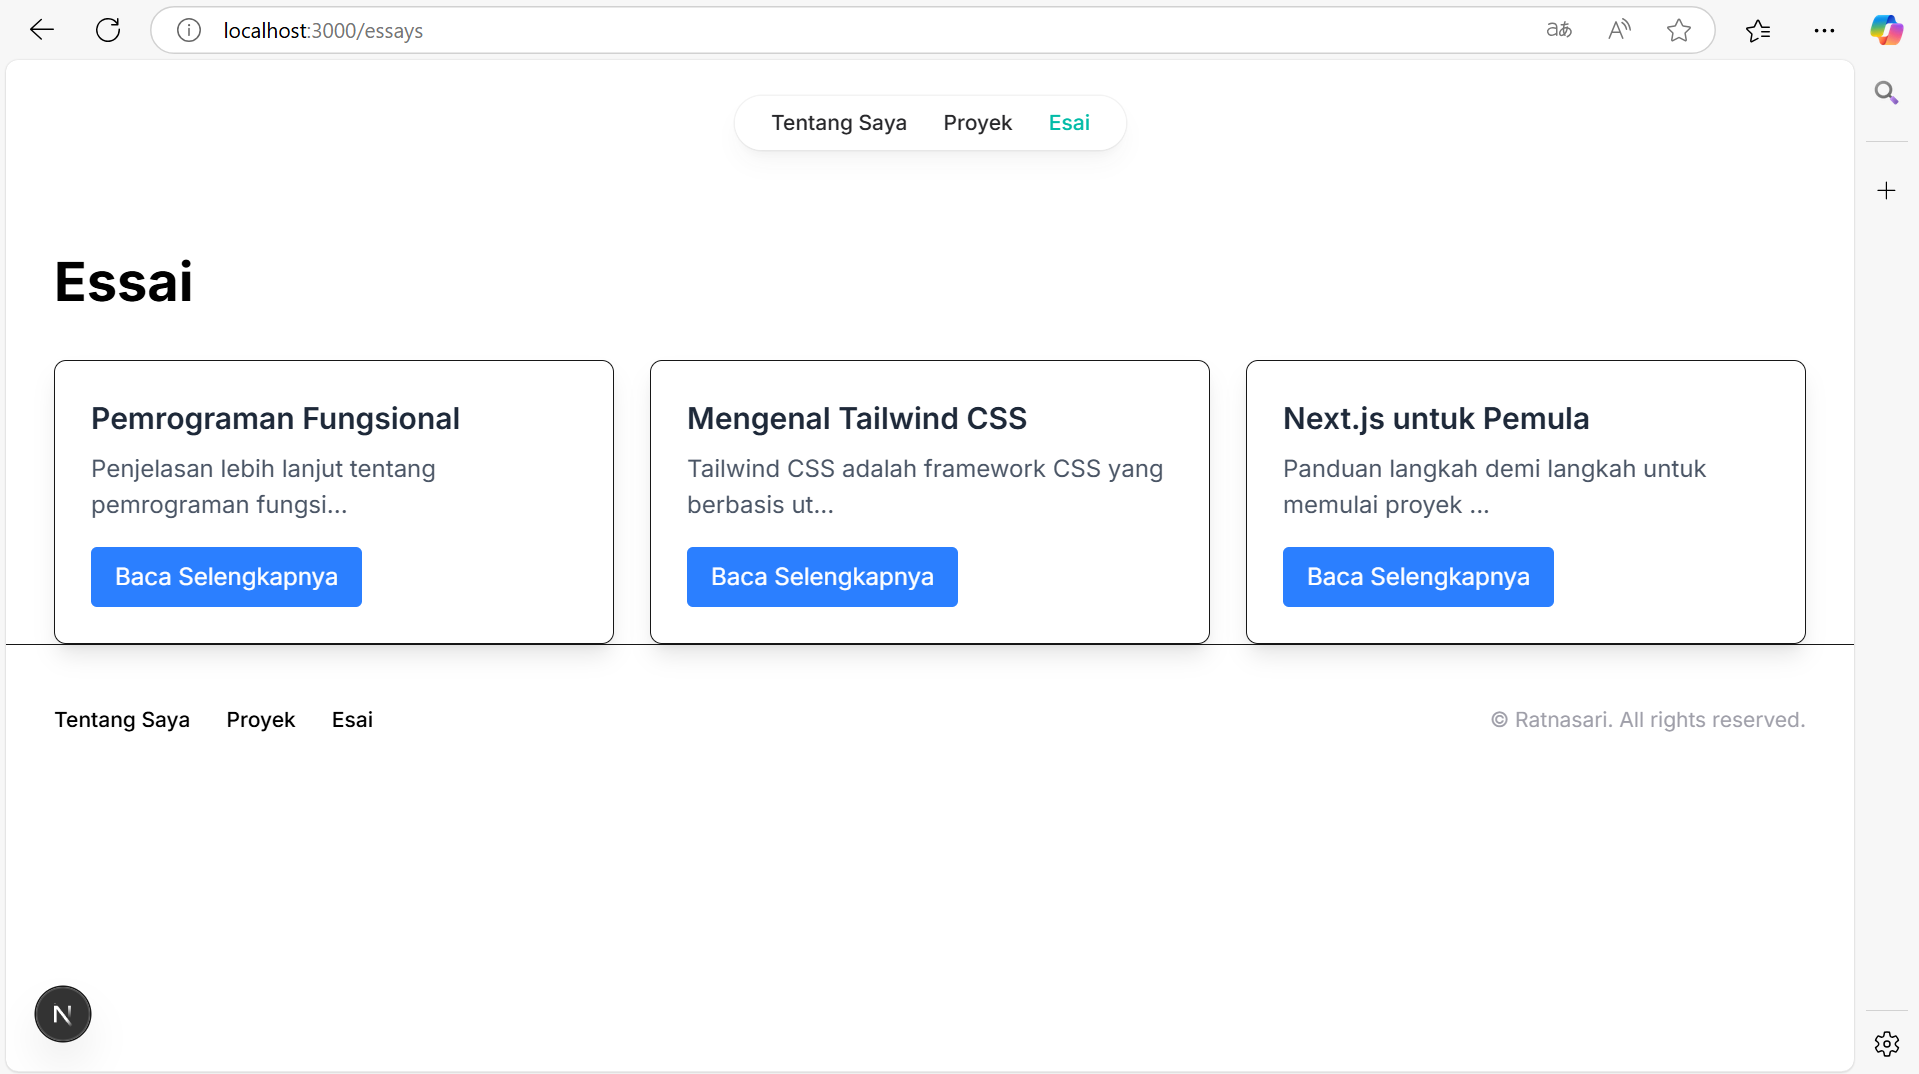 localhost:3000/essays
Tentang Saya Proyek Esai
Essai
Pemrograman Fungsional
Penjelasan lebih lanjut tentang
pemrograman fungsi...
Baca Selengkapnya
Mengenal Tailwind CSS
Tailwind CSS adalah framework CSS yang
berbasis ut...
Baca Selengkapnya
Next.js untuk Pemula
Panduan langkah demi langkah untuk
memulai proyek ...
Baca Selengkapnya
Tentang Saya Proyek Esai
© Ratnasari. All rights reserved.
N